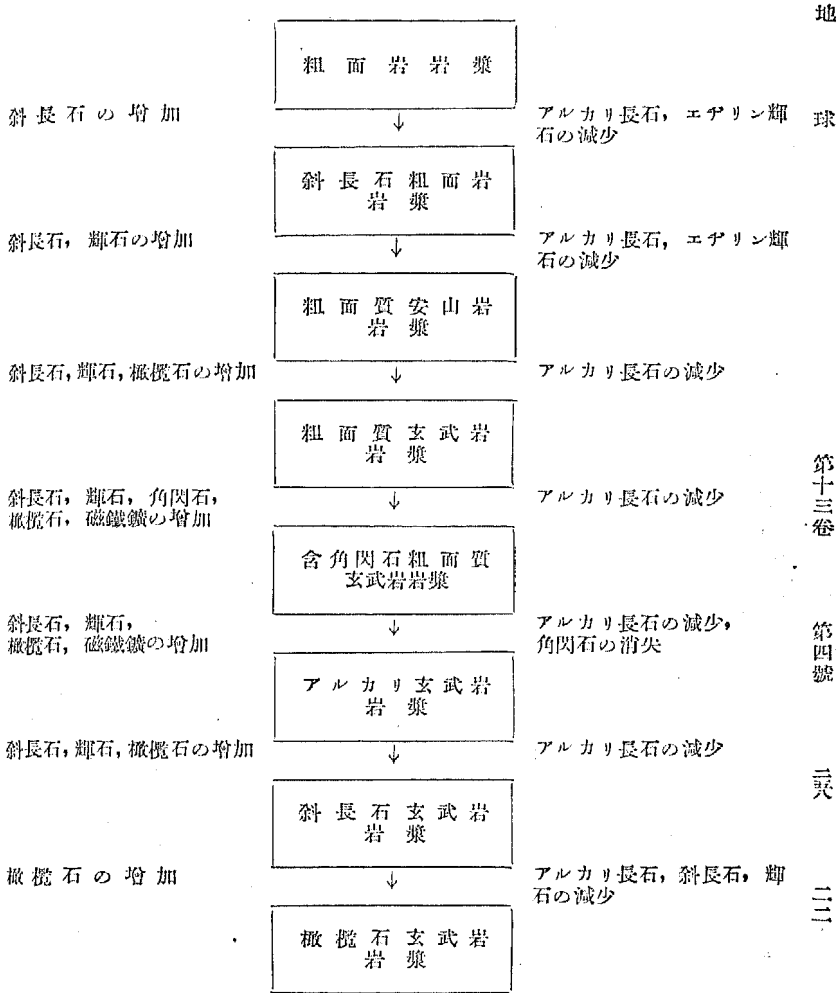 地球
第十三卷
第四號
二二
粗面岩岩漿
斜長石の増加
↓
アルカリ長石，エヂリン輝
石の減少
斜長石粗面岩
岩漿
斜長石，輝石の増加
↓
アルカリ長石，エヂリン輝
石の減少
粗面質安山岩
岩漿
斜長石，輝石，橄欖石の増加
↓
アルカリ長石の減少
粗面質玄武岩
岩漿
斜長石，輝石，角閃石，
橄欖石，磁鐵鑛の増加
↓
アルカリ長石の減少
含角閃石粗面質
玄武岩岩漿
斜長石，輝石，
橄欖石，磁鐵鑛の増加
↓
アルカリ長石の減少，
角閃石の消失
アルカリ玄武岩
岩漿
斜長石，輝石，橄欖石の増加
↓
アルカリ長石の減少
斜長石玄武岩
岩漿
橄欖石の増加
↓
アルカリ長石，斜長石，輝
石の減少
橄欖石玄武岩
岩漿